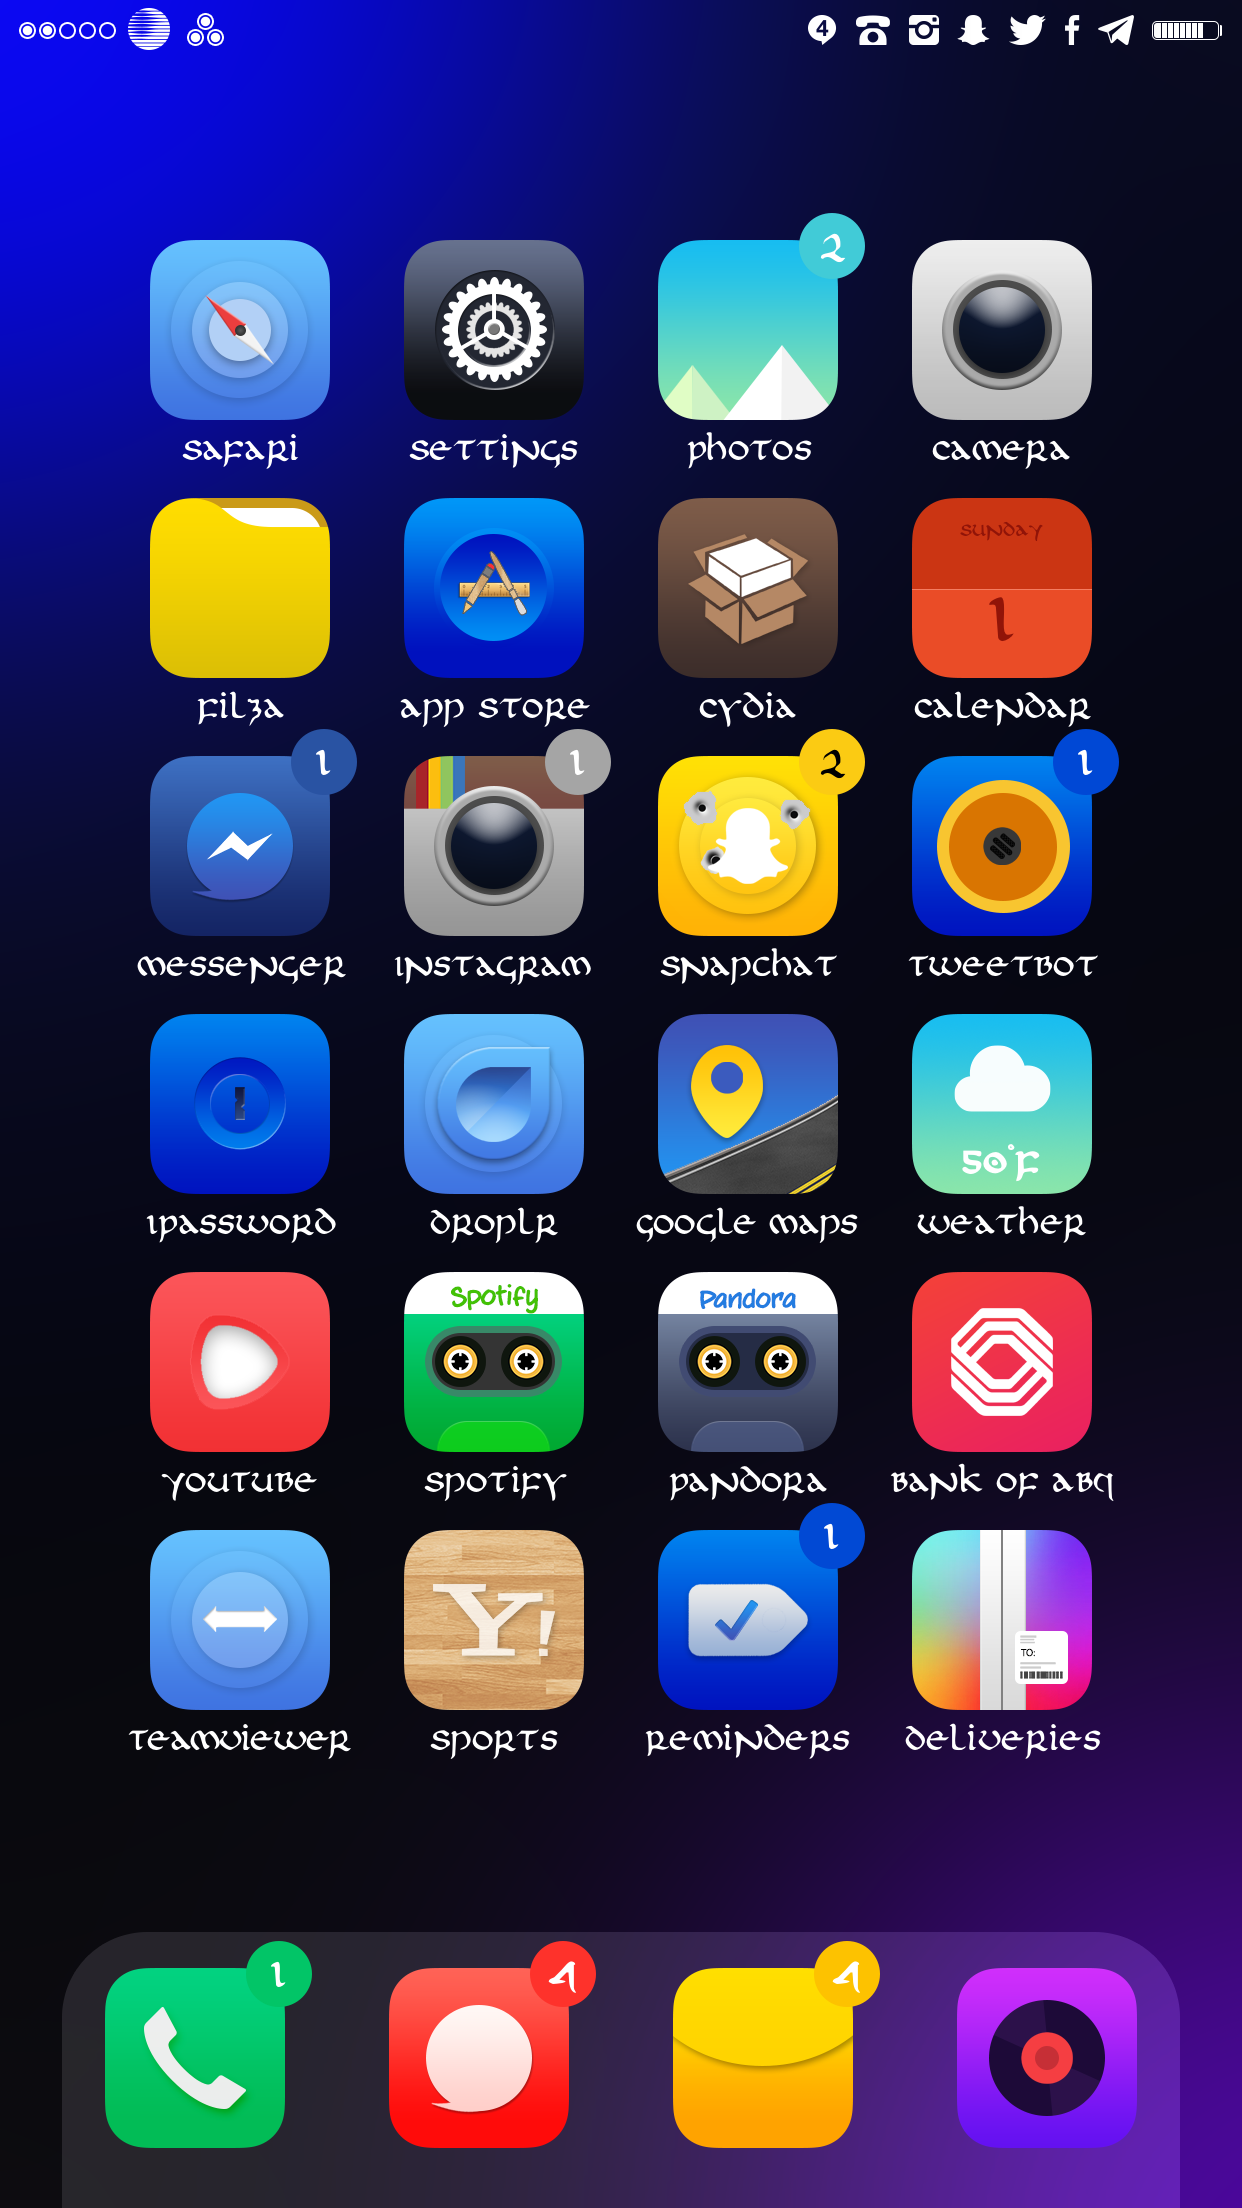 4
2
Safari
Settings
Photos
Camera
Sunday
1
Filza
App Store
Cydia
Calendar
1
1
2
1
Messenger
Instagram
Snapchat
Tweetbot
1Password
Droplr
Google Maps
50°F
Weather
Spotify
Pandora
YouTube
Spotify
Pandora
Bank of ABQ
1
Y!
TO:
TeamViewer
Sports
Reminders
Deliveries
1
4
4